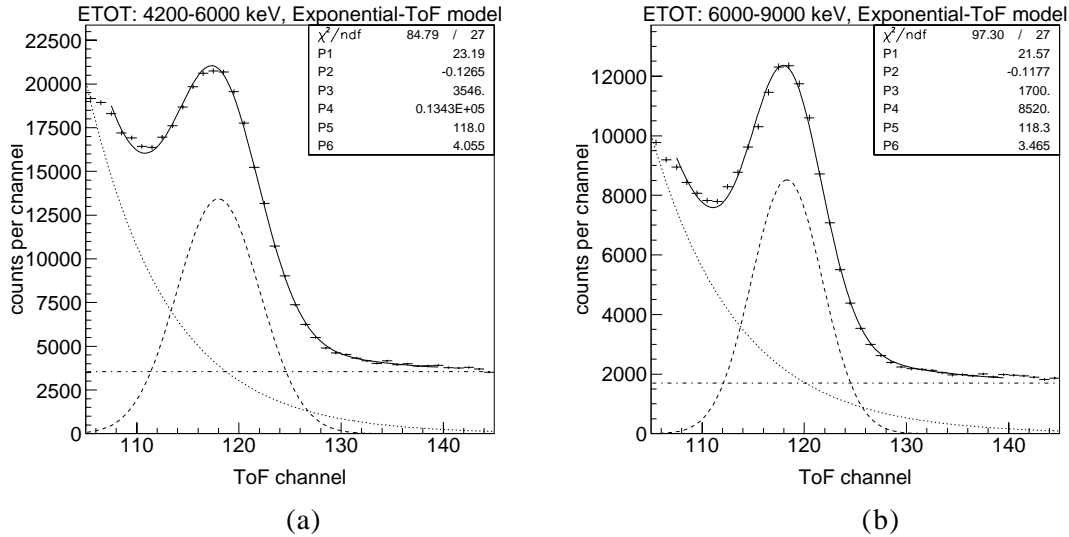 ETOT: 4200-6000 keV, Exponential-ToF model
χ²/ndf 84.79 / 27
P1 23.19
P2 -0.1265
P3 3546.
P4 0.1343E+05
P5 118.0
P6 4.055
counts per channel
22500
20000
17500
15000
12500
10000
7500
5000
2500
0
110 120 130 140
ToF channel
(a)
ETOT: 6000-9000 keV, Exponential-ToF model
χ²/ndf 97.30 / 27
P1 21.57
P2 -0.1177
P3 1700.
P4 8520.
P5 118.3
P6 3.465
counts per channel
12000
10000
8000
6000
4000
2000
0
110 120 130 140
ToF channel
(b)